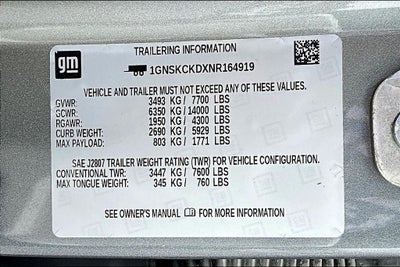 gm
TRAILERING INFORMATION
1GNSKCKDXNR164919
VEHICLE AND TRAILER MUST NOT EXCEED ANY OF THESE VALUES.
GVWR: 3493 KG / 7700 LBS
GCWR: 6350 KG / 14000 LBS
RGAWR: 1950 KG / 4300 LBS
CURB WEIGHT: 2690 KG / 5929 LBS
MAX PAYLOAD: 803 KG / 1771 LBS
SAE J2807 TRAILER WEIGHT RATING (TWR) FOR VEHICLE CONFIGURATION.
CONVENTIONAL TWR: 3447 KG / 7600 LBS
MAX TONGUE WEIGHT: 345 KG / 760 LBS
SEE OWNER'S MANUAL FOR MORE INFORMATION